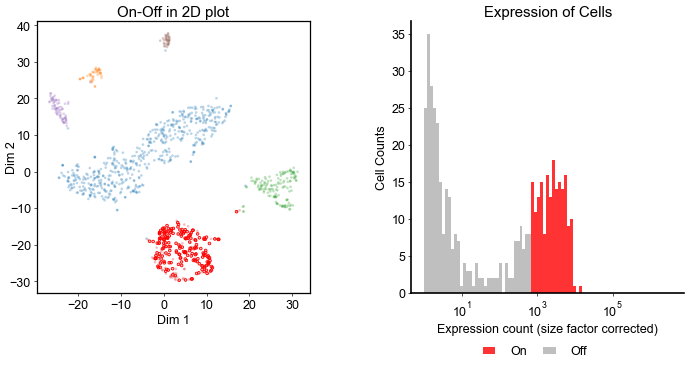 On-Off in 2D plot
Expression of Cells
40
30
20
10
0
−10
−20
−30
Dim 2
−20 −10 0 10 20 30
Dim 1
35
30
25
20
15
10
5
0
Cell Counts
10^1 10^3 10^5
Expression count (size factor corrected)
On Off